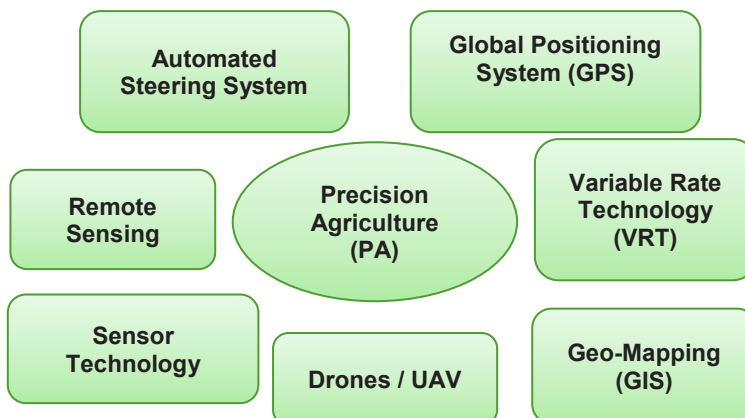 Automated
Steering System
Global Positioning
System (GPS)
Precision
Agriculture
(PA)
Variable Rate
Technology
(VRT)
Remote
Sensing
Sensor
Technology
Drones / UAV
Geo-Mapping
(GIS)